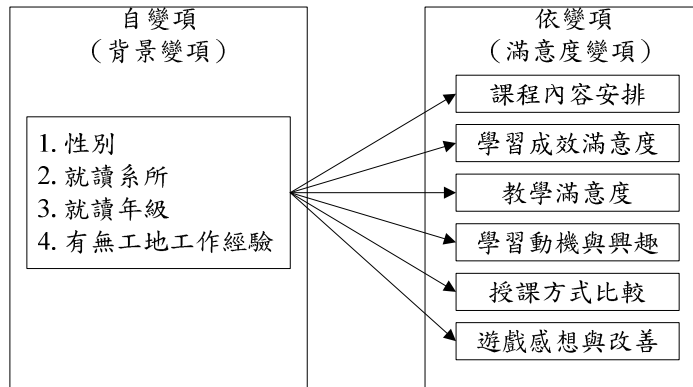 自變項
（背景變項）
1. 性別
2. 就讀系所
3. 就讀年級
4. 有無工地工作經驗
依變項
（滿意度變項）
課程內容安排
學習成效滿意度
教學滿意度
學習動機與興趣
授課方式比較
遊戲感想與改善